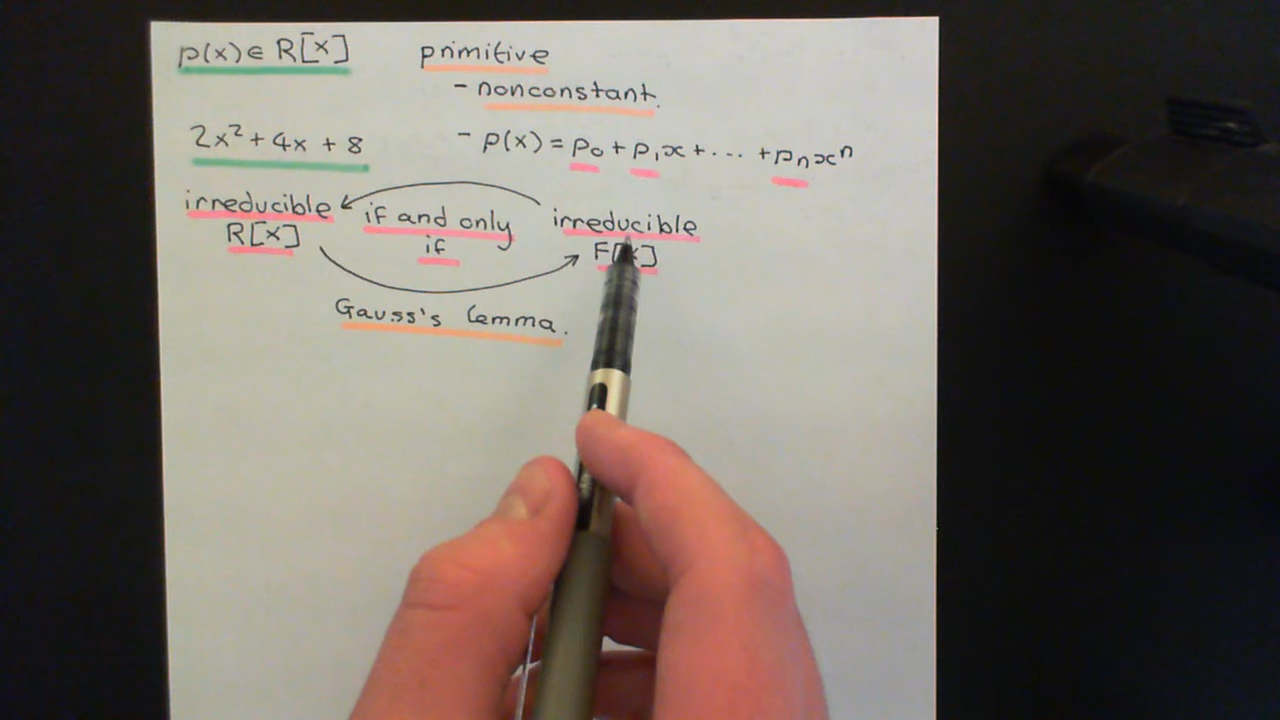 p(x) ∈ R[x]
primitive
- nonconstant.
2x² + 4x + 8
- p(x) = p₀ + p₁x + ... + pₙxⁿ
irreducible
R[x]
if and only
if
irreducible
F[x]
Gauss's Lemma.